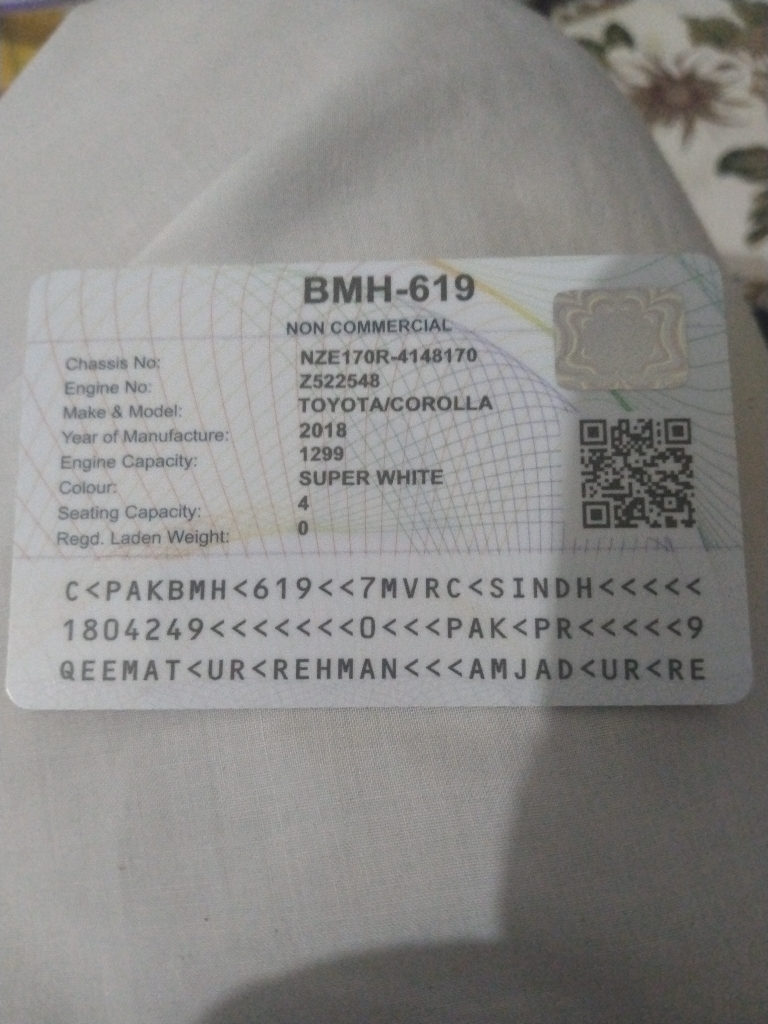 BMH-619
NON COMMERCIAL
Chassis No: NZE170R-4148170
Engine No: Z522548
Make & Model: TOYOTA/COROLLA
Year of Manufacture: 2018
Engine Capacity: 1299
Colour: SUPER WHITE
Seating Capacity: 4
Regd. Laden Weight: 0
C<PAKBMH<619<<7MVRC<SINDH<<<<<
1804249<<<<<<<0<<<PAK<PR<<<<<9
QEEMAT<UR<REHMAN<<<AMJAD<UR<RE